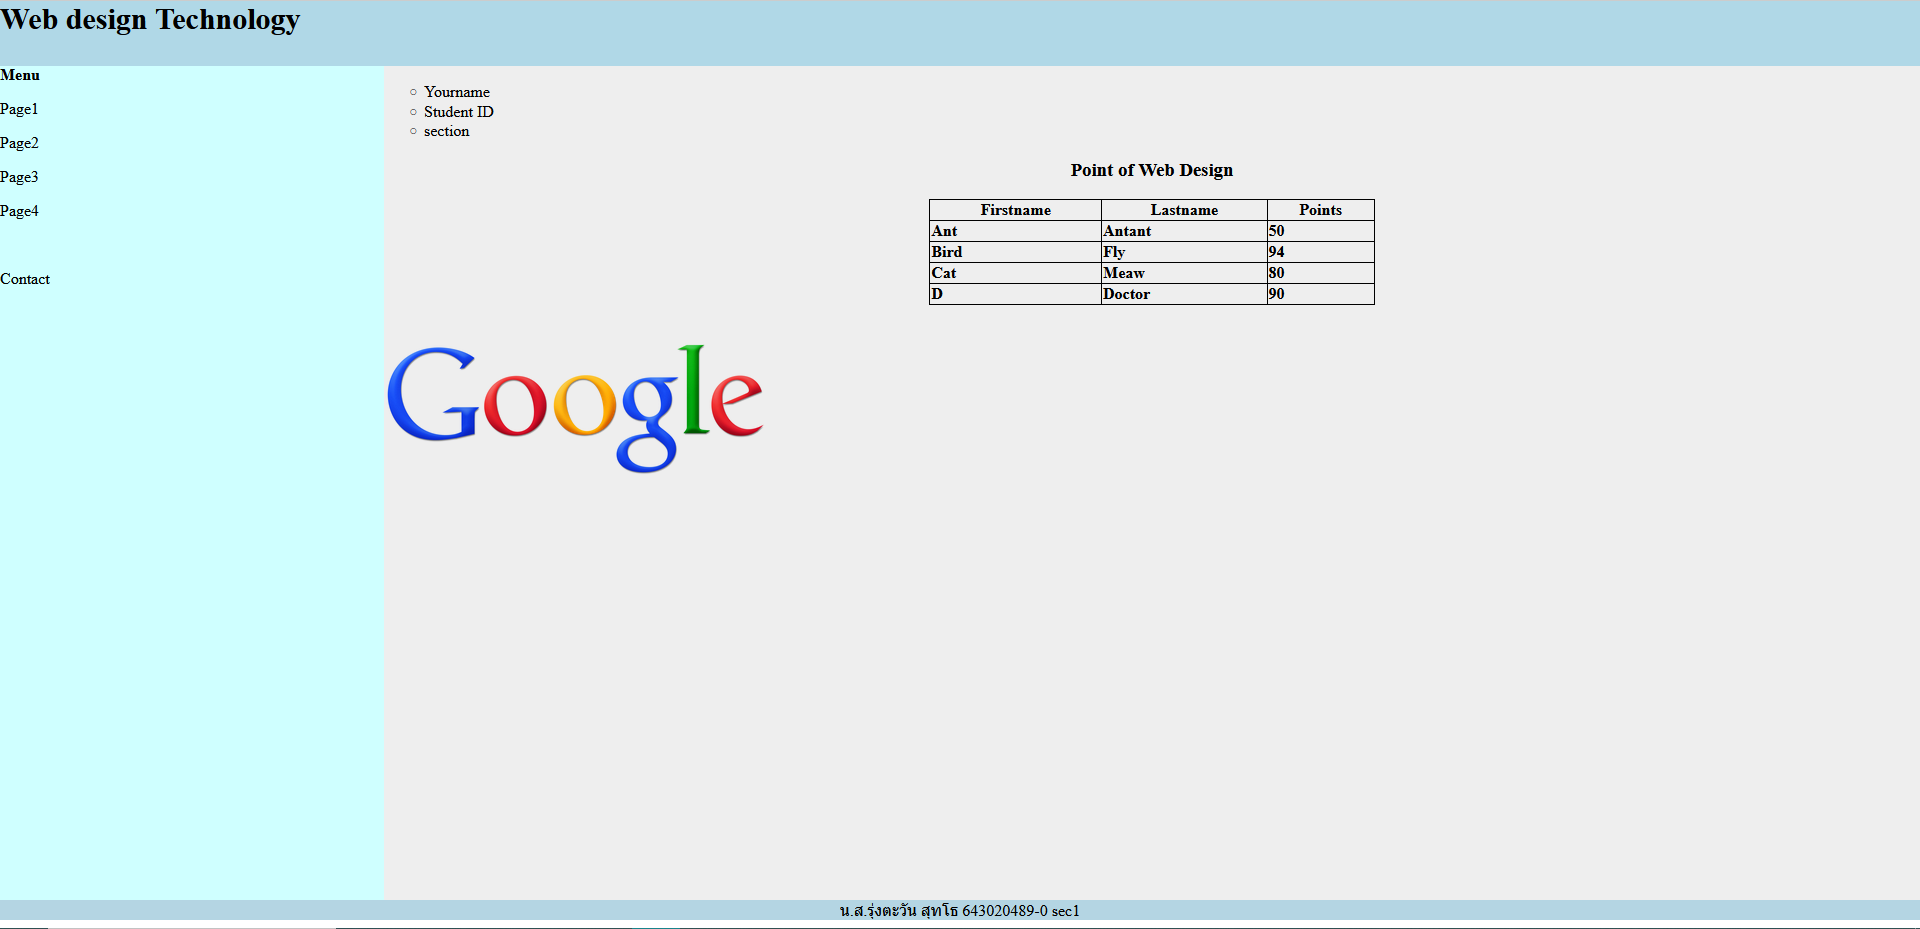 Web design Technology
Menu
Page1
Page2
Page3
Page4
Contact
Yourname
Student ID
section
Point of Web Design
Firstname Lastname Points
Ant Antant 50
Bird Fly 94
Cat Meaw 80
D Doctor 90
Google
น.ส.รุ่งตะวัน สุทโธ 643020489-0 sec1